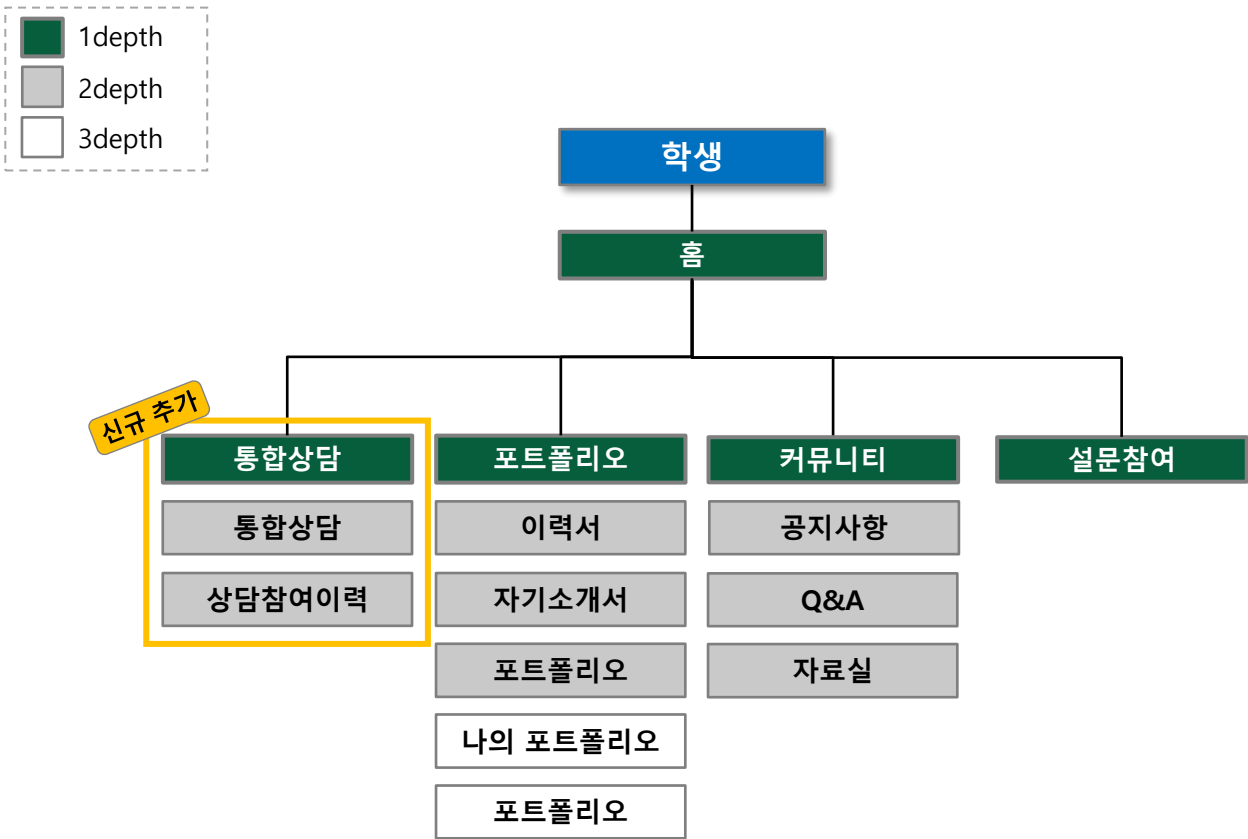 1depth
2depth
3depth
학생
홈
신규 추가
통합상담
포트폴리오
커뮤니티
설문참여
통합상담
이력서
공지사항
상담참여이력
자기소개서
Q&A
포트폴리오
자료실
나의 포트폴리오
포트폴리오